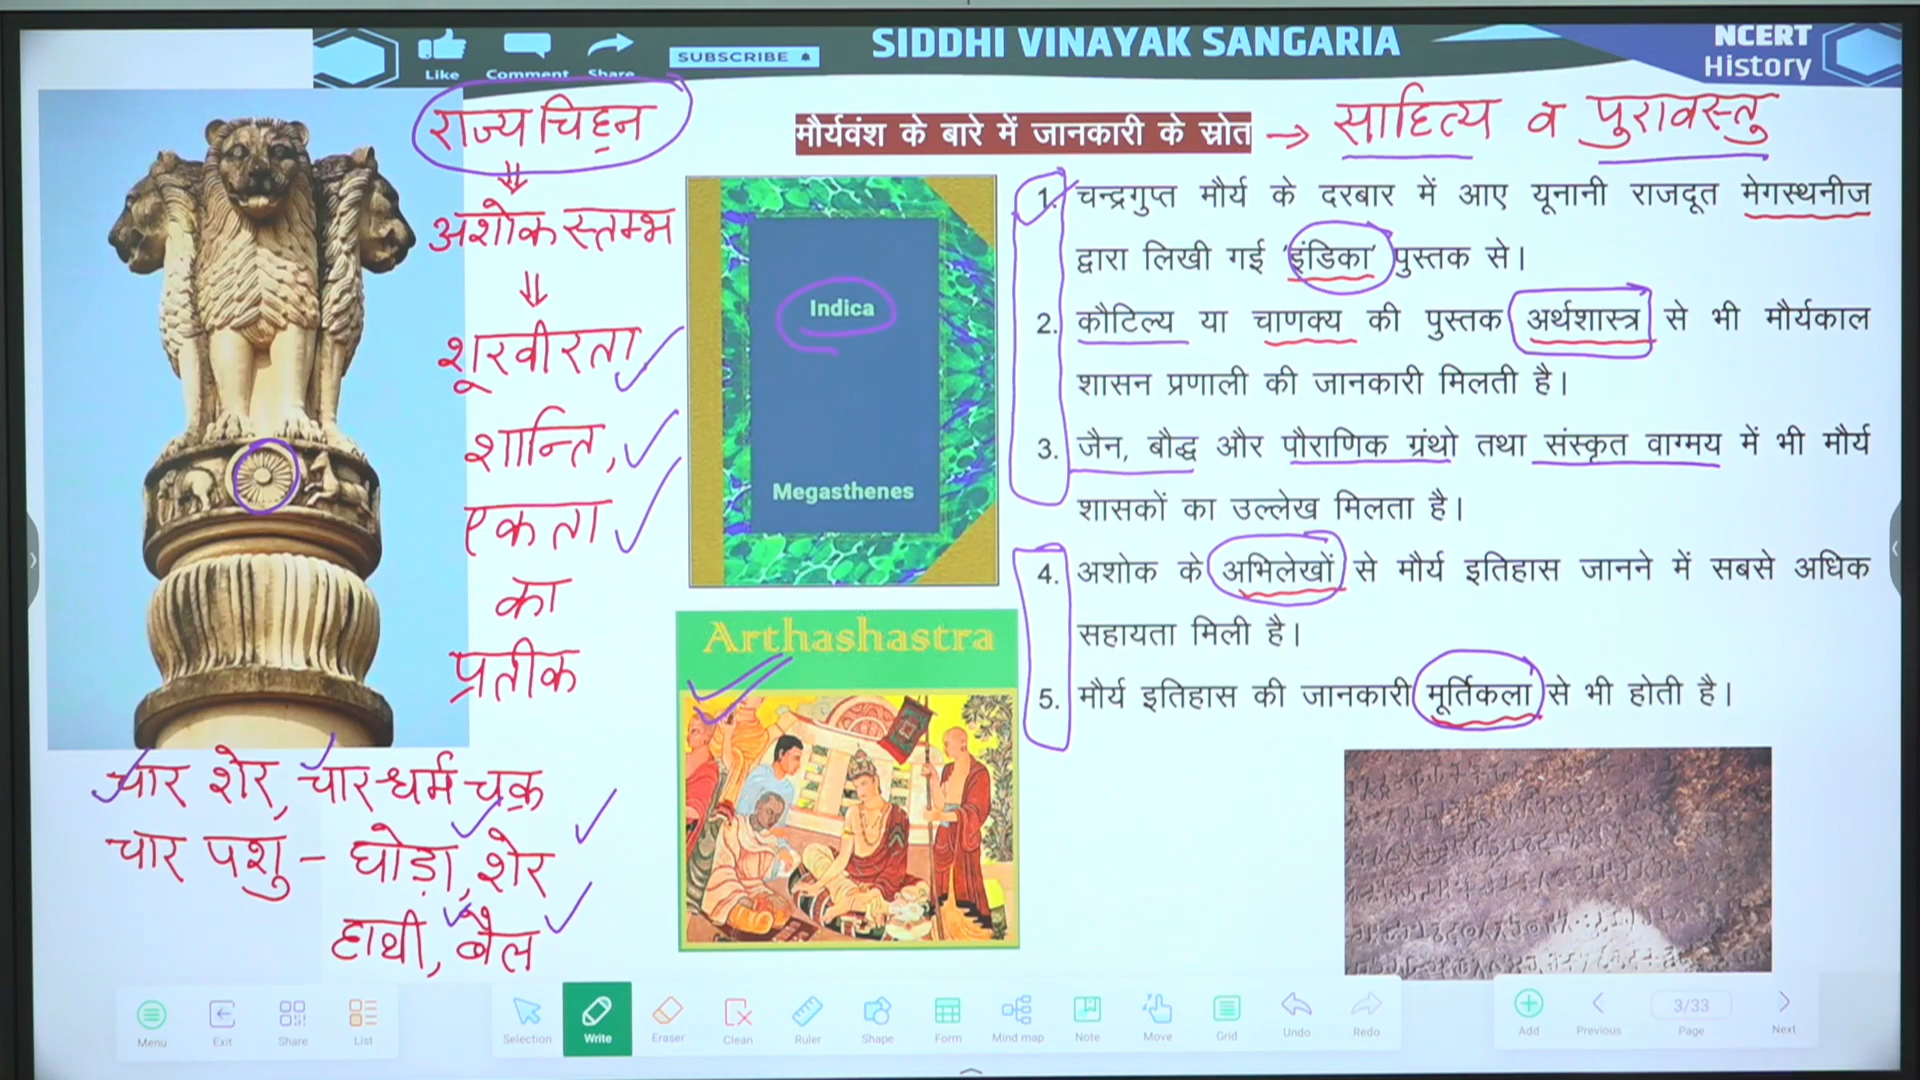 Like
Comment
Share
SUBSCRIBE
SIDDHI VINAYAK SANGARIA
NCERT
History
राज्य चिह्न
अशोक स्तम्भ
शूरवीरता
शान्ति,
एकता
का
प्रतीक
चार शेर, चार धर्म चक्र
चार पशु - घोड़ा, शेर
हाथी, बैल
मौर्यवंश के बारे में जानकारी के स्रोत → साहित्य व पुरावस्तु
1. चन्द्रगुप्त मौर्य के दरबार में आए यूनानी राजदूत मेगस्थनीज
द्वारा लिखी गई 'इंडिका' पुस्तक से।
2. कौटिल्य या चाणक्य की पुस्तक अर्थशास्त्र से भी मौर्यकाल
शासन प्रणाली की जानकारी मिलती है।
3. जैन, बौद्ध और पौराणिक ग्रंथो तथा संस्कृत वाग्मय में भी मौर्य
शासकों का उल्लेख मिलता है।
4. अशोक के अभिलेखों से मौर्य इतिहास जानने में सबसे अधिक
सहायता मिली है।
5. मौर्य इतिहास की जानकारी मूर्तिकला से भी होती है।
Indica
Megasthenes
Arthashastra
Menu
Exit
Share
List
Selection
Write
Eraser
Clean
Ruler
Shape
Form
Mind map
Note
Move
Grid
Undo
Redo
Add
Previous
3/33
Page
Next